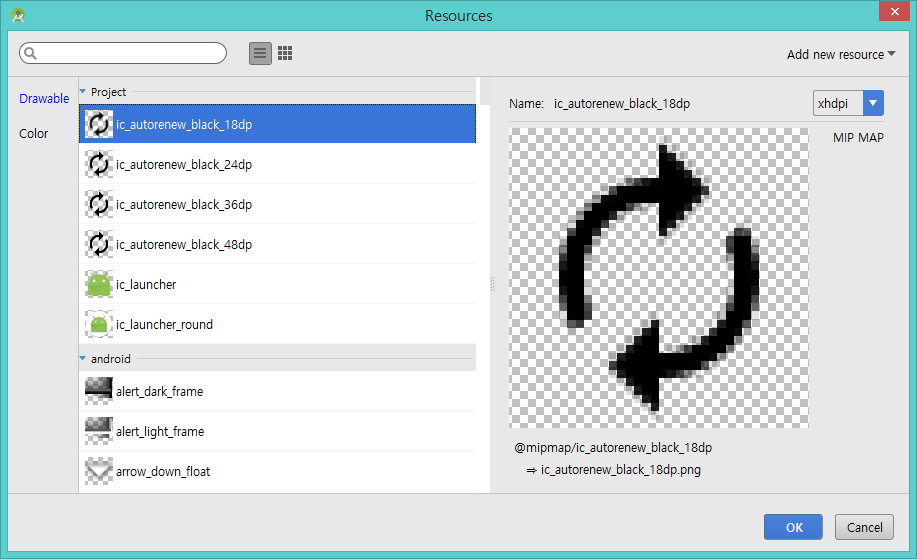 Resources
Add new resource
Drawable
Color
Project
ic_autorenew_black_18dp
ic_autorenew_black_24dp
ic_autorenew_black_36dp
ic_autorenew_black_48dp
ic_launcher
ic_launcher_round
android
alert_dark_frame
alert_light_frame
arrow_down_float
Name: ic_autorenew_black_18dp
xhdpi
MIP MAP
@mipmap/ic_autorenew_black_18dp
⇒ ic_autorenew_black_18dp.png
OK
Cancel